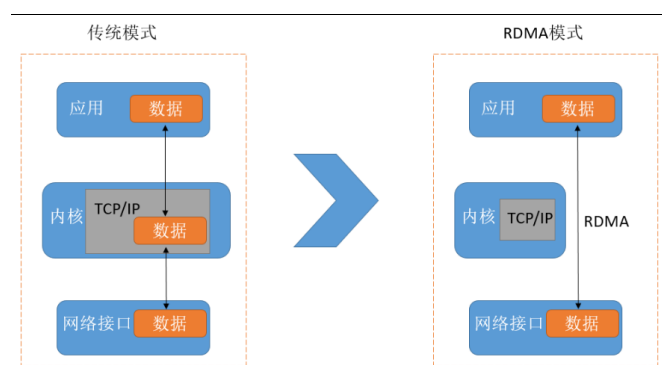 传统模式
应用 数据
内核 TCP/IP
数据
网络接口 数据
RDMA模式
应用 数据
内核 TCP/IP RDMA
网络接口 数据